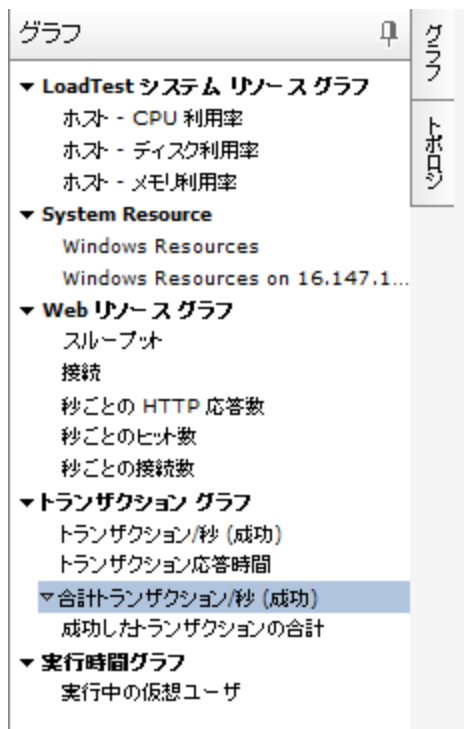 グラフ
▼ LoadTest システム リソース グラフ
ホスト - CPU 利用率
ホスト - ディスク利用率
ホスト - メモリ利用率
▼ System Resource
Windows Resources
Windows Resources on 16.147.1...
▼ Web リソース グラフ
スループット
接続
秒ごとの HTTP 応答数
秒ごとのヒット数
秒ごとの接続数
▼トランザクション グラフ
トランザクション/秒 (成功)
トランザクション応答時間
▽合計トランザクション/秒 (成功)
成功したトランザクションの合計
▼ 実行時間グラフ
実行中の仮想ユーザ
グラフ
トポロジ